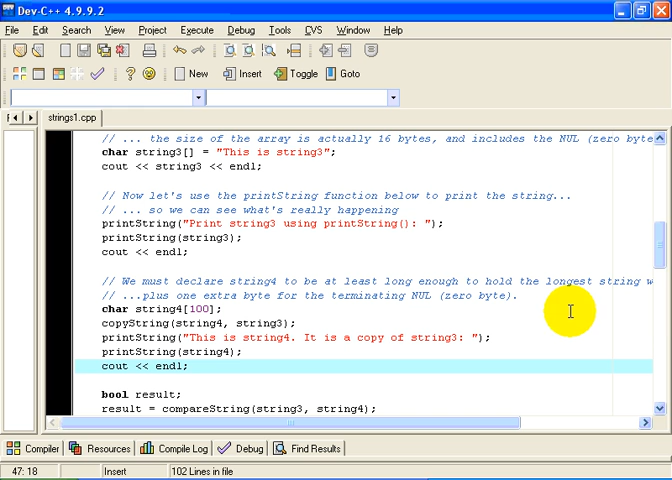 Dev-C++ 4.9.9.2
File Edit Search View Project Execute Debug Tools CVS Window Help
New Insert Toggle Goto
strings1.cpp
// ... the size of the array is actually 16 bytes, and includes the NUL (zero byte
char string3[] = "This is string3";
cout << string3 << endl;
// Now let's use the printString function below to print the string...
// ... so we can see what's really happening
printString("Print string3 using printString(): ");
printString(string3);
cout << endl;
// We must declare string4 to be at least long enough to hold the longest string w
// ...plus one extra byte for the terminating NUL (zero byte).
char string4[100];
copyString(string4, string3);
printString("This is string4. It is a copy of string3: ");
printString(string4);
cout << endl;
bool result;
result = compareString(string3, string4);
Compiler Resources Compile Log Debug Find Results
47: 18 Insert 102 Lines in file